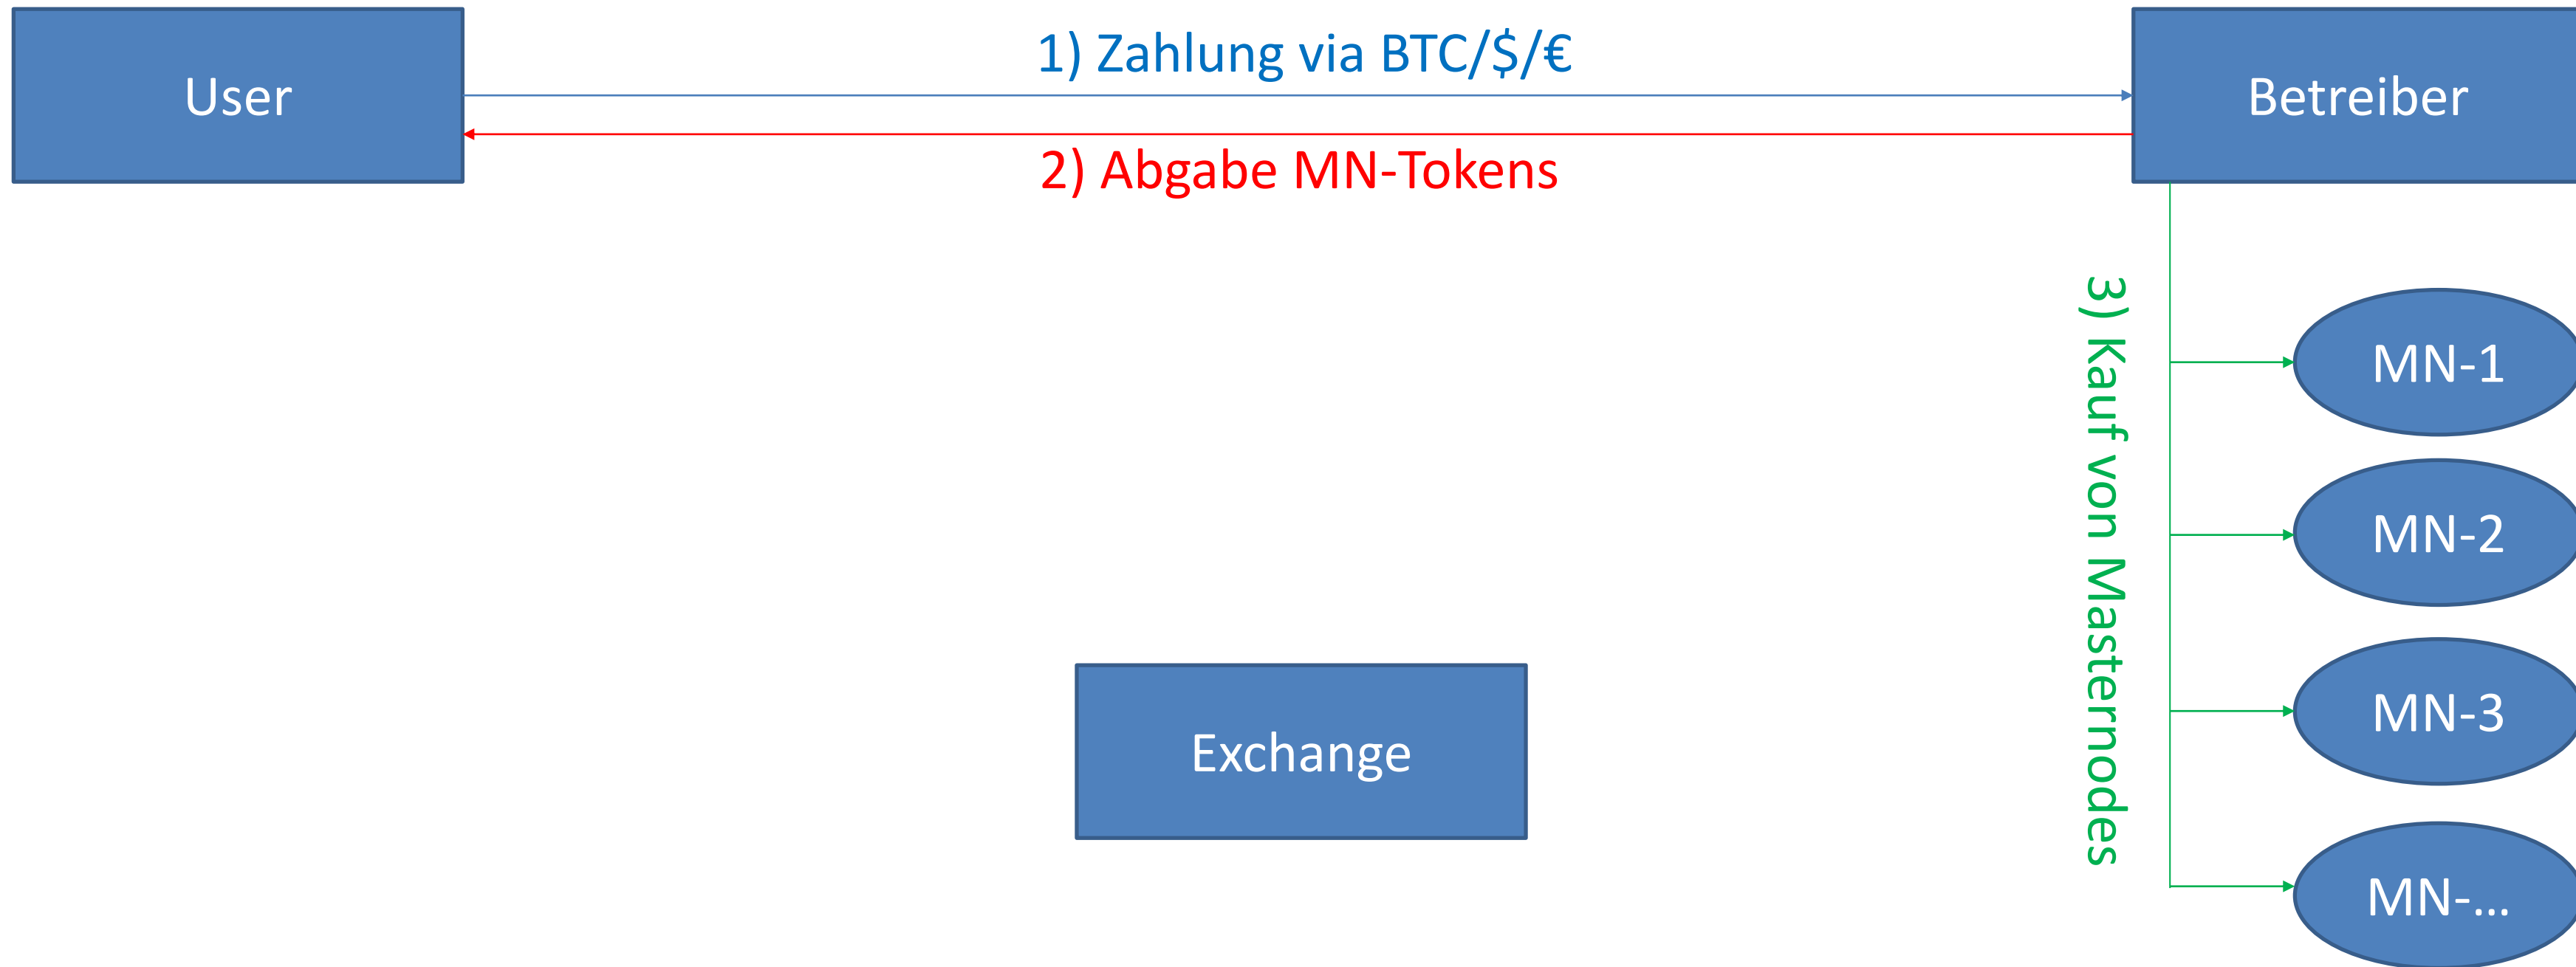 User
1) Zahlung via BTC/$/€
Betreiber
2) Abgabe MN-Tokens
3) Kauf von Masternodes
MN-1
MN-2
MN-3
MN-...
Exchange